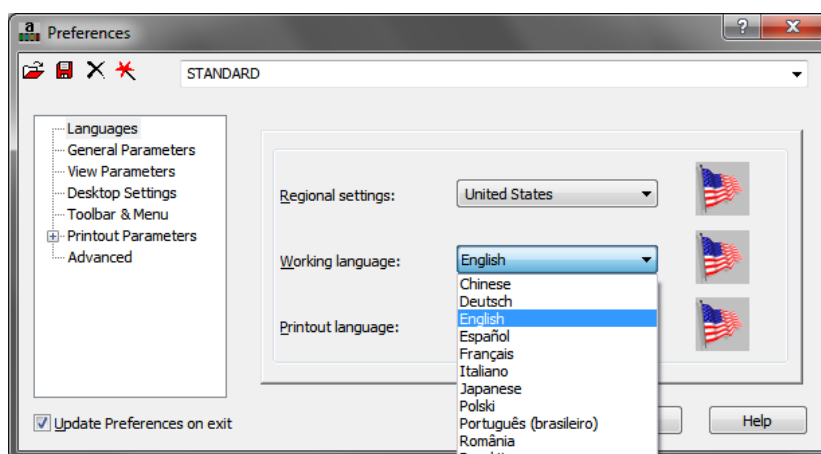 Preferences
STANDARD
Languages
General Parameters
View Parameters
Desktop Settings
Toolbar & Menu
Printout Parameters
Advanced
Regional settings:
United States
Working language:
English
Chinese
Deutsch
English
Español
Français
Italiano
Japanese
Polski
Português (brasileiro)
România
Printout language:
Update Preferences on exit
Help